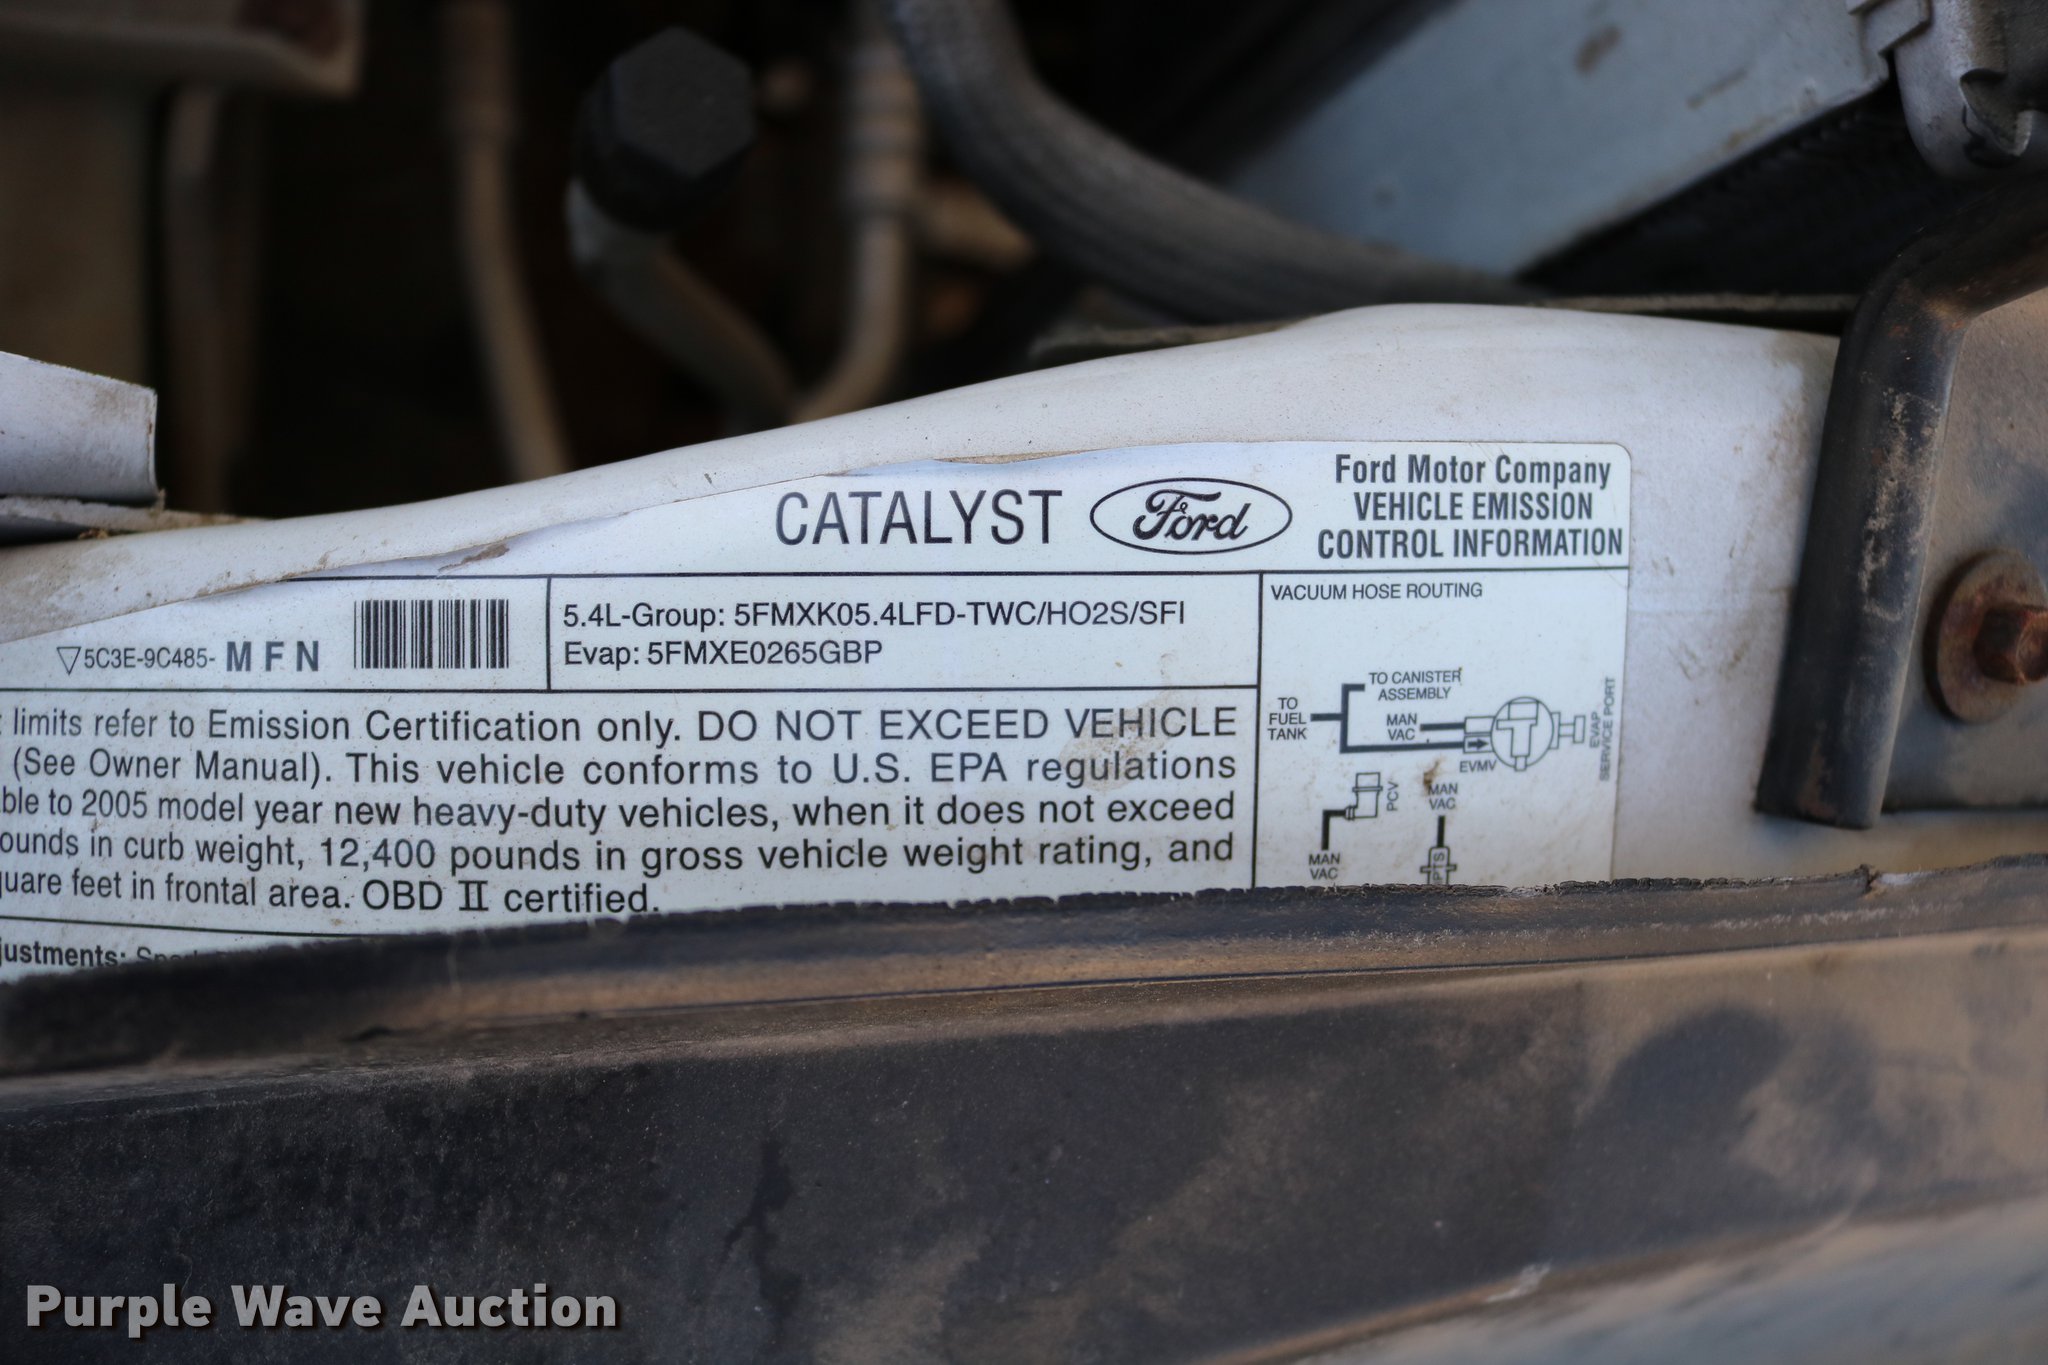 CATALYST
Ford
Ford Motor Company
VEHICLE EMISSION
CONTROL INFORMATION
5C3E-9C485- MFN
5.4L-Group: 5FMXK05.4LFD-TWC/HO2S/SFI
Evap: 5FMXE0265GBP
limits refer to Emission Certification only. DO NOT EXCEED VEHICLE
(See Owner Manual). This vehicle conforms to U.S. EPA regulations
able to 2005 model year new heavy-duty vehicles, when it does not exceed
ounds in curb weight, 12,400 pounds in gross vehicle weight rating, and
quare feet in frontal area. OBD II certified.
justments:
VACUUM HOSE ROUTING
TO CANISTER
ASSEMBLY
TO
FUEL
TANK
MAN
VAC
EVMV
EVAP
SERVICE PORT
PCV
MAN
VAC
MAN
VAC
PTS
Purple Wave Auction